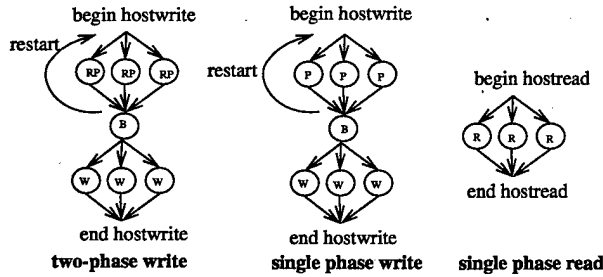 begin hostwrite
restart
RP RP RP
B
W W W
end hostwrite
two-phase write
begin hostwrite
restart
P P P
B
W W W
end hostwrite
single phase write
begin hostread
R R R
end hostread
single phase read